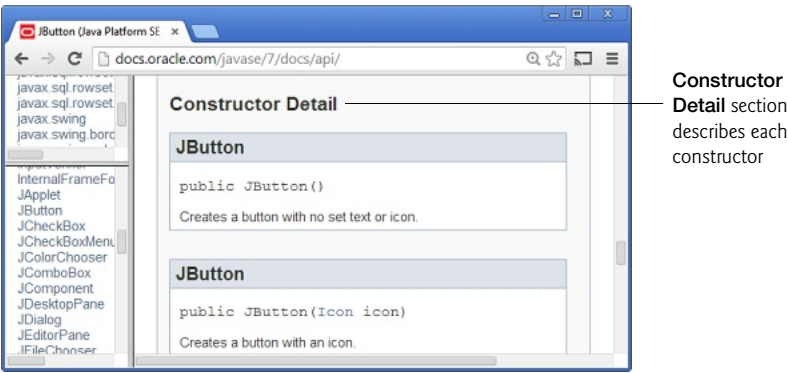 JButton (Java Platform SE
docs.oracle.com/javase/7/docs/api/
javax.sql.rowset.
javax.swing
javax.swing.bord
InternalFrameFo
JApplet
JButton
JCheckBox
JCheckBoxMenu
JColorChooser
JComboBox
JComponent
JDesktopPane
JDialog
JEditorPane
JFileChooser
Constructor Detail
JButton
public JButton()
Creates a button with no set text or icon.
JButton
public JButton(Icon icon)
Creates a button with an icon.
Constructor
Detail section
describes each
constructor